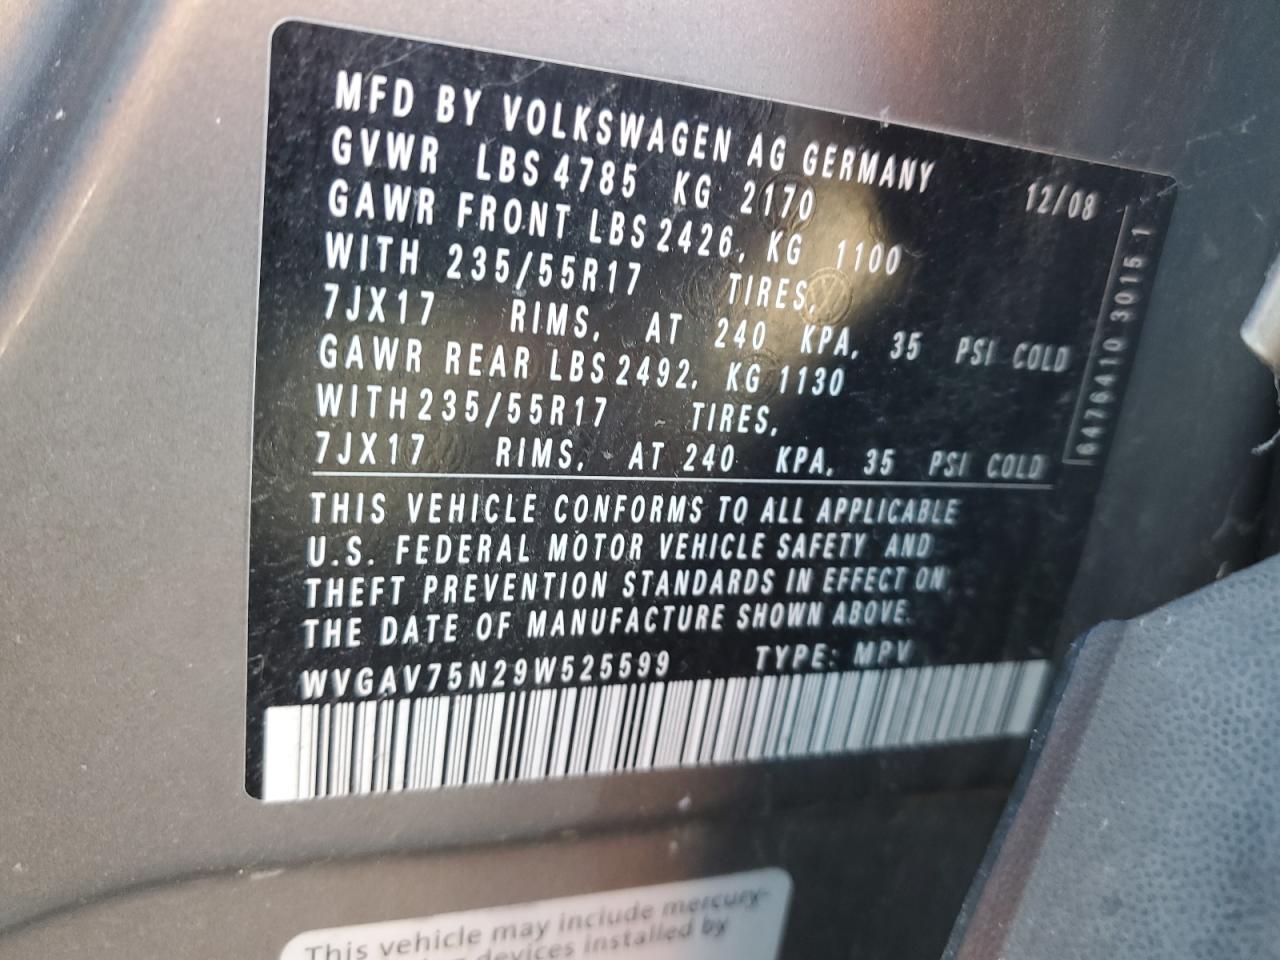 MFD BY VOLKSWAGEN AG GERMANY
GVWR LBS 4785 KG 2170 12/08
GAWR FRONT LBS 2426, KG 1100
WITH 235/55R17 TIRES,
7JX17 RIMS, AT 240 KPA, 35 PSI COLD
GAWR REAR LBS 2492, KG 1130
WITH 235/55R17 TIRES,
7JX17 RIMS, AT 240 KPA, 35 PSI COLD
THIS VEHICLE CONFORMS TO ALL APPLICABLE
U.S. FEDERAL MOTOR VEHICLE SAFETY AND
THEFT PREVENTION STANDARDS IN EFFECT ON
THE DATE OF MANUFACTURE SHOWN ABOVE.
WVGAV75N29W525599 TYPE: MPV
6476410 3015 1
This vehicle may include mercury-
devices installed by